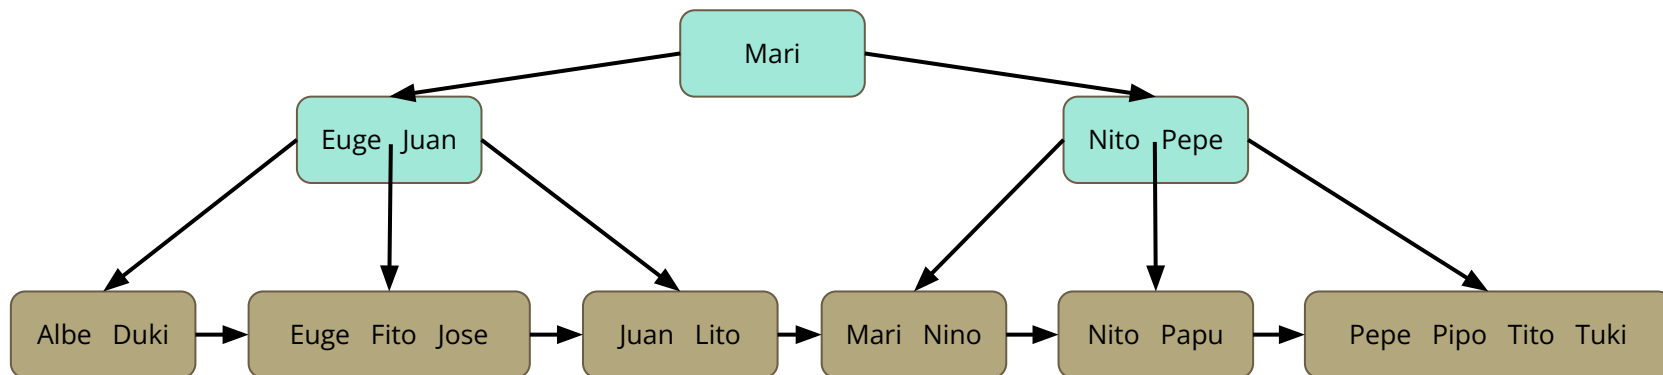 Mari
Euge Juan
Nito Pepe
Albe Duki
Euge Fito Jose
Juan Lito
Mari Nino
Nito Papu
Pepe Pipo Tito Tuki